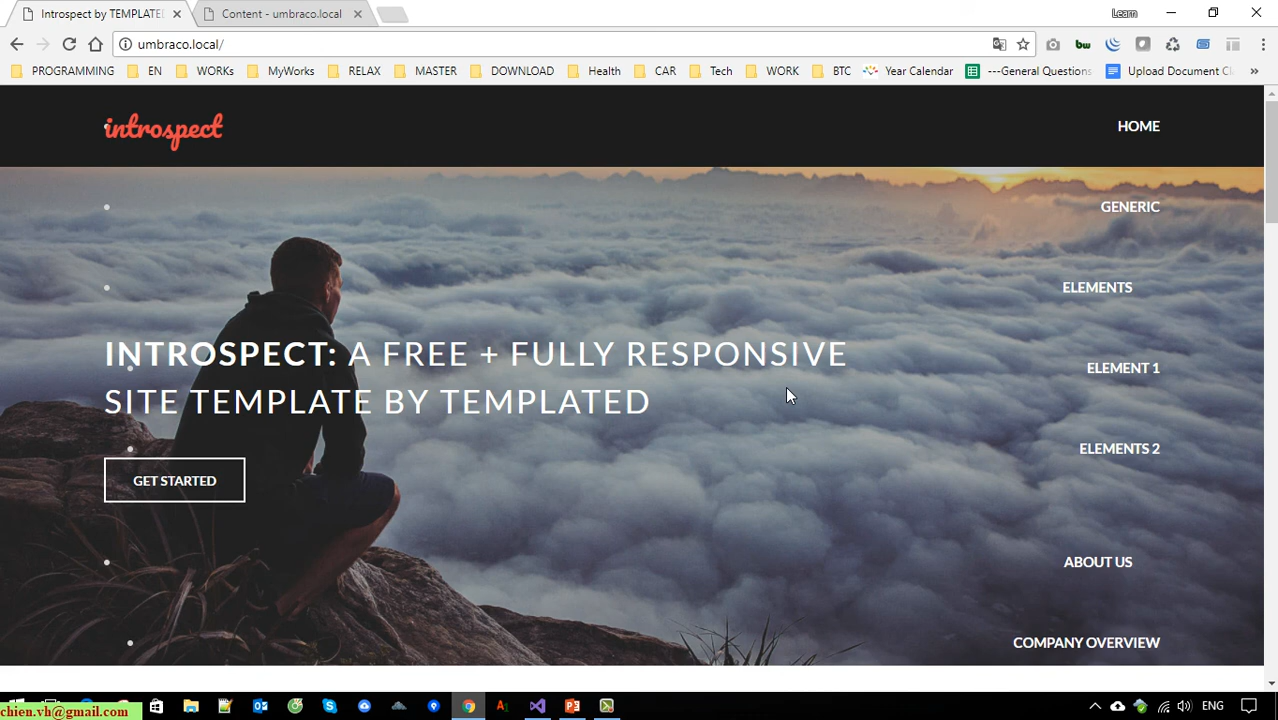 Introspect by TEMPLATE
Content - umbraco.local
Learn
umbraco.local/
PROGRAMMING
EN
WORKs
MyWorks
RELAX
MASTER
DOWNLOAD
Health
CAR
Tech
WORK
BTC
Year Calendar
---General Questions
Upload Document Cl
introspect
HOME
GENERIC
ELEMENTS
INTROSPECT: A FREE + FULLY RESPONSIVE
SITE TEMPLATE BY TEMPLATED
ELEMENT 1
ELEMENTS 2
GET STARTED
ABOUT US
COMPANY OVERVIEW
chien.vh@gmail.com
ENG